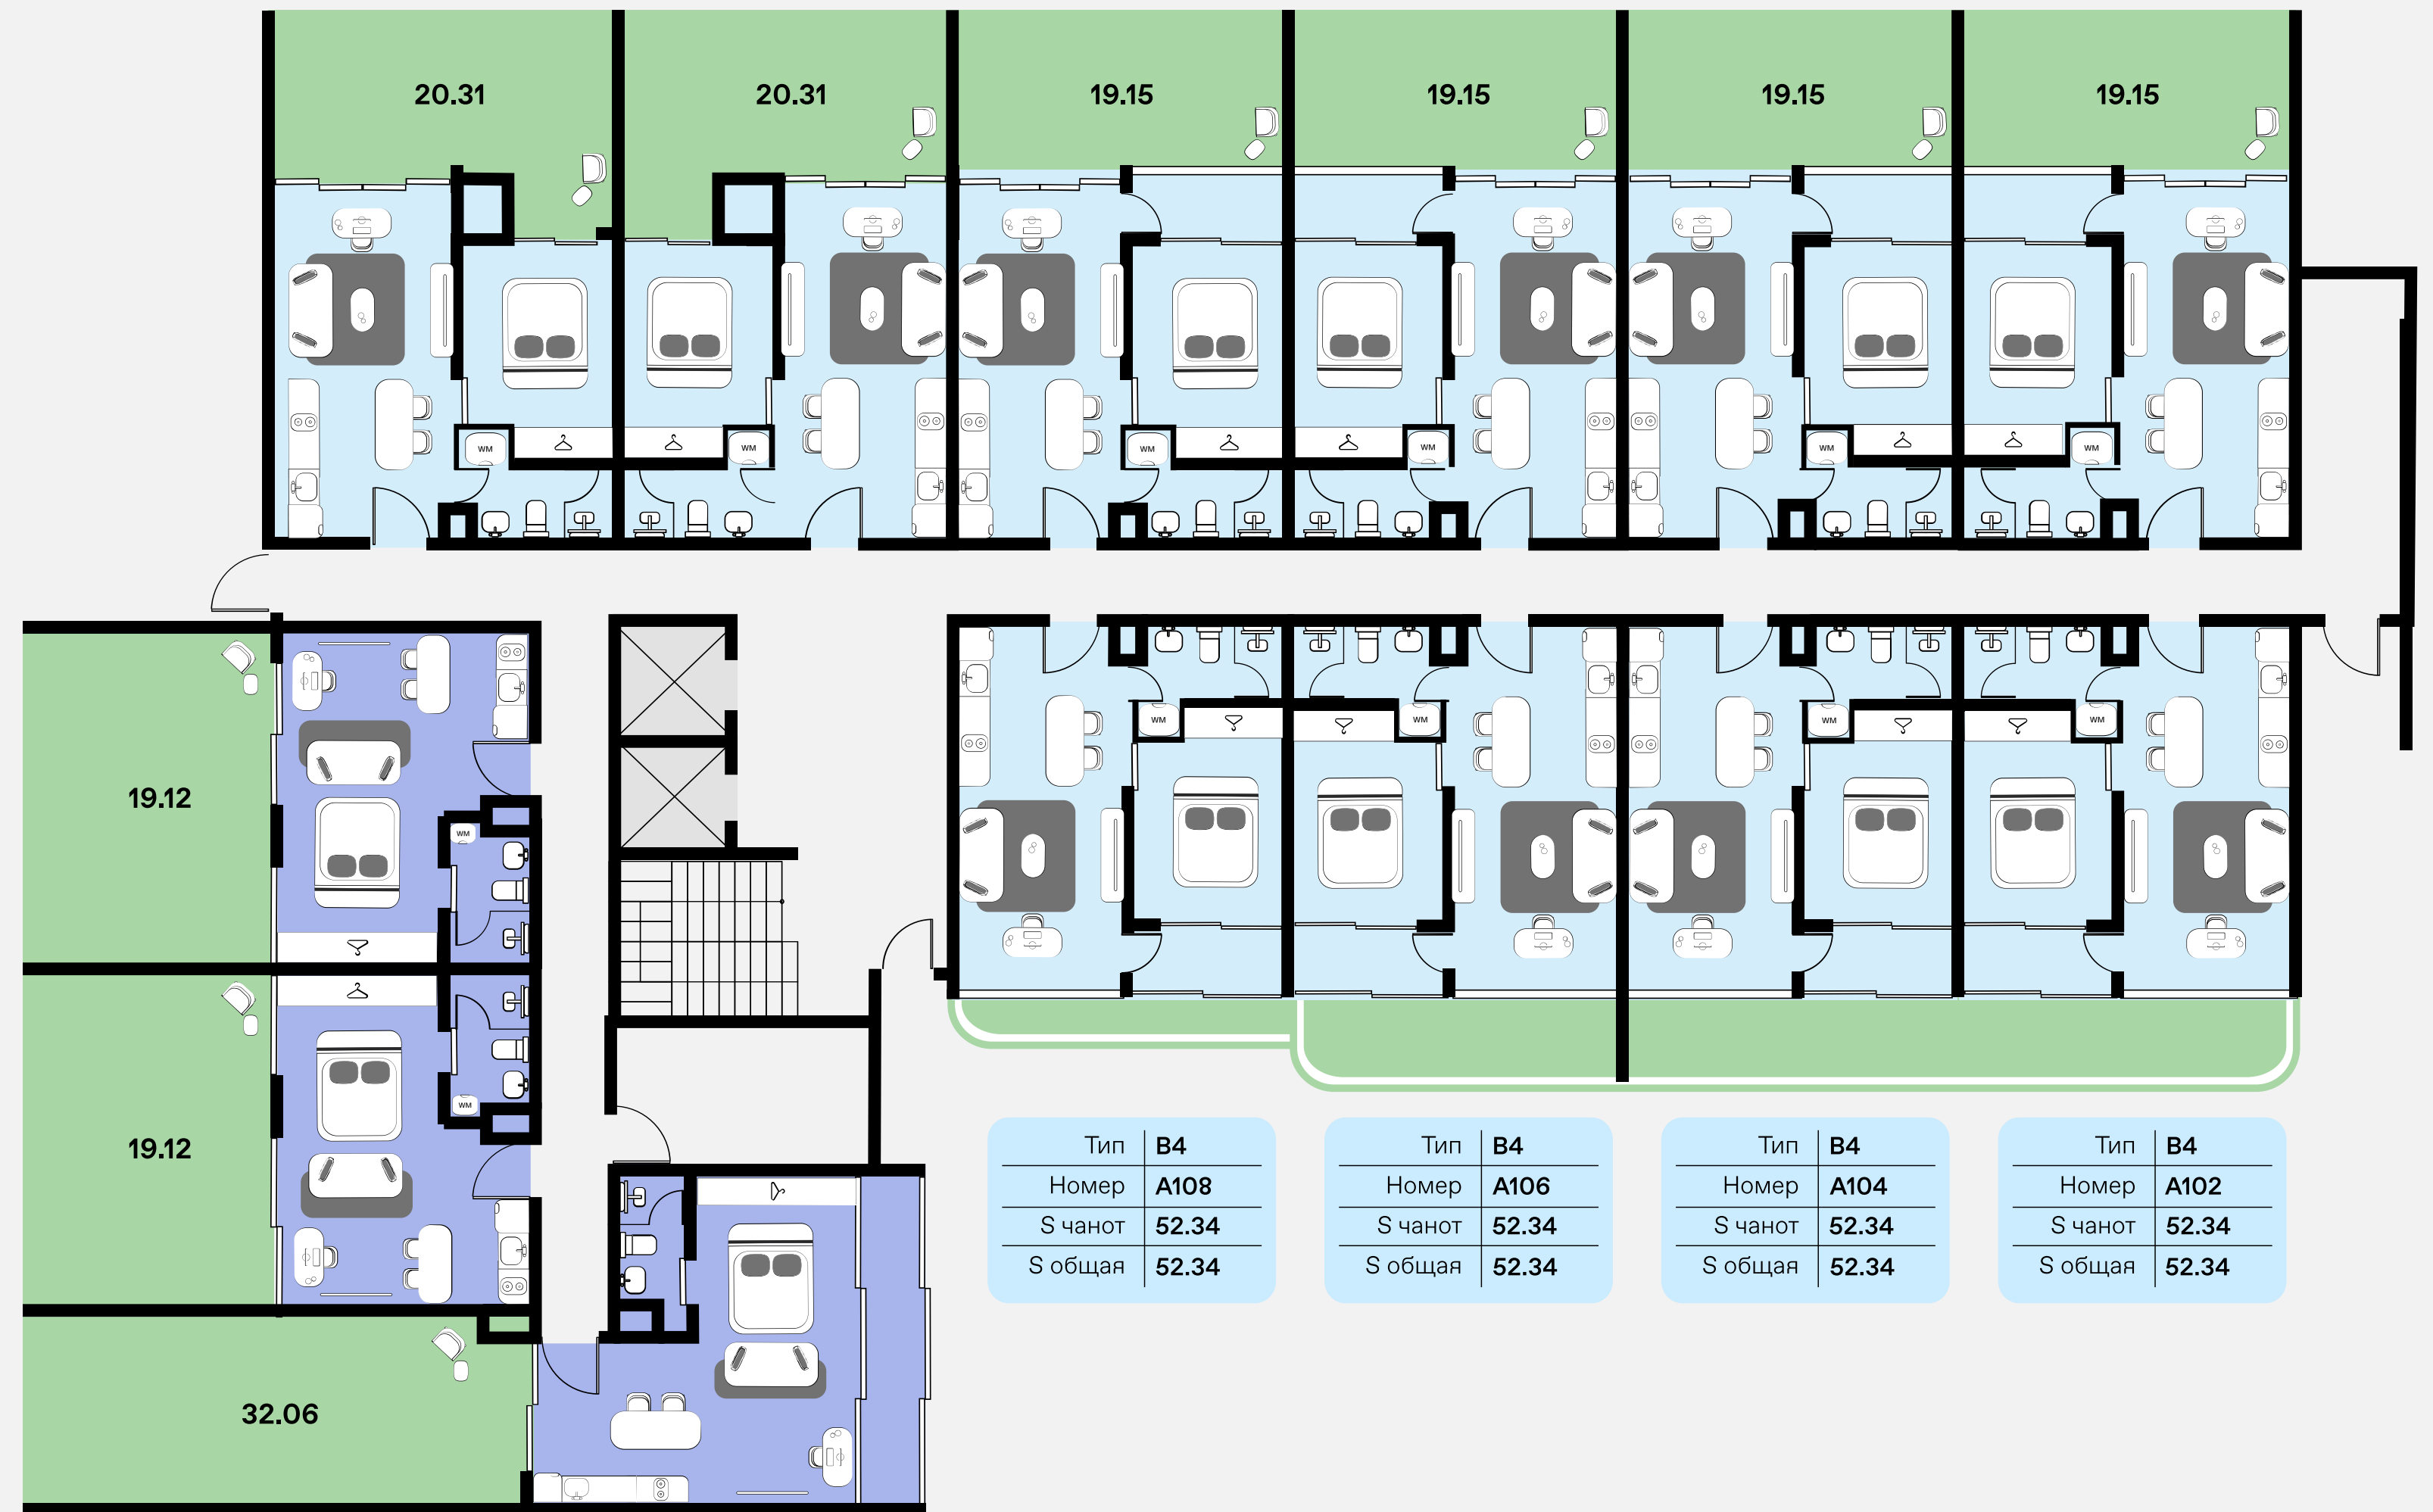 20.31
20.31
19.15
19.15
19.15
19.15
WM
WM
WM
WM
WM
WM
WM
WM
WM
WM
19.12
WM
19.12
WM
32.06
Тип B4
Номер A108
S чанот 52.34
S общая 52.34
Тип B4
Номер A106
S чанот 52.34
S общая 52.34
Тип B4
Номер A104
S чанот 52.34
S общая 52.34
Тип B4
Номер A102
S чанот 52.34
S общая 52.34